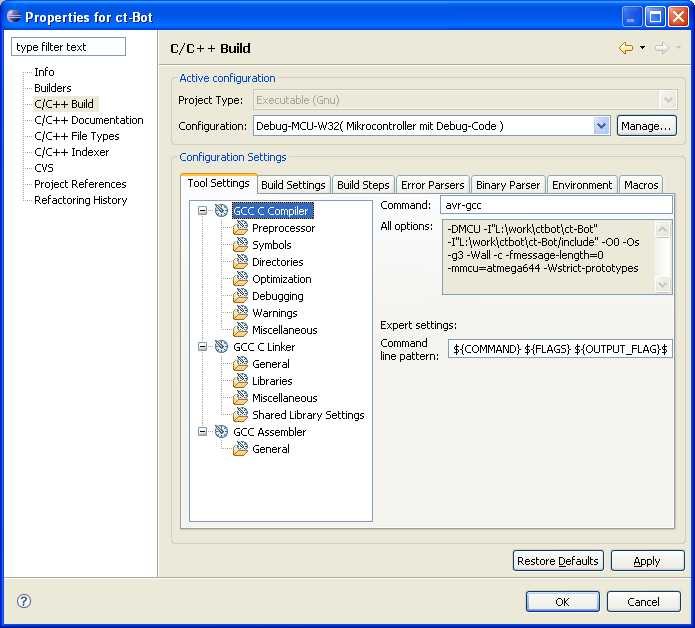 Properties for ct-Bot
type filter text
Info
Builders
C/C++ Build
C/C++ Documentation
C/C++ File Types
C/C++ Indexer
CVS
Project References
Refactoring History
C/C++ Build
Active configuration
Project Type: Executable (Gnu)
Configuration: Debug-MCU-W32( Mikrocontroller mit Debug-Code ) Manage...
Configuration Settings
Tool Settings Build Settings Build Steps Error Parsers Binary Parser Environment Macros
GCC C Compiler
Preprocessor
Symbols
Directories
Optimization
Debugging
Warnings
Miscellaneous
GCC C Linker
General
Libraries
Miscellaneous
Shared Library Settings
GCC Assembler
General
Command: avr-gcc
All options: -DMCU -I"L:\work\ctbot\ct-Bot"
-I"L:\work\ctbot\ct-Bot/include" -O0 -Os
-g3 -Wall -c -fmessage-length=0
-mmcu=atmega644 -Wstrict-prototypes
Expert settings:
Command
line pattern: ${COMMAND} ${FLAGS} ${OUTPUT_FLAG}$
Restore Defaults Apply
OK Cancel